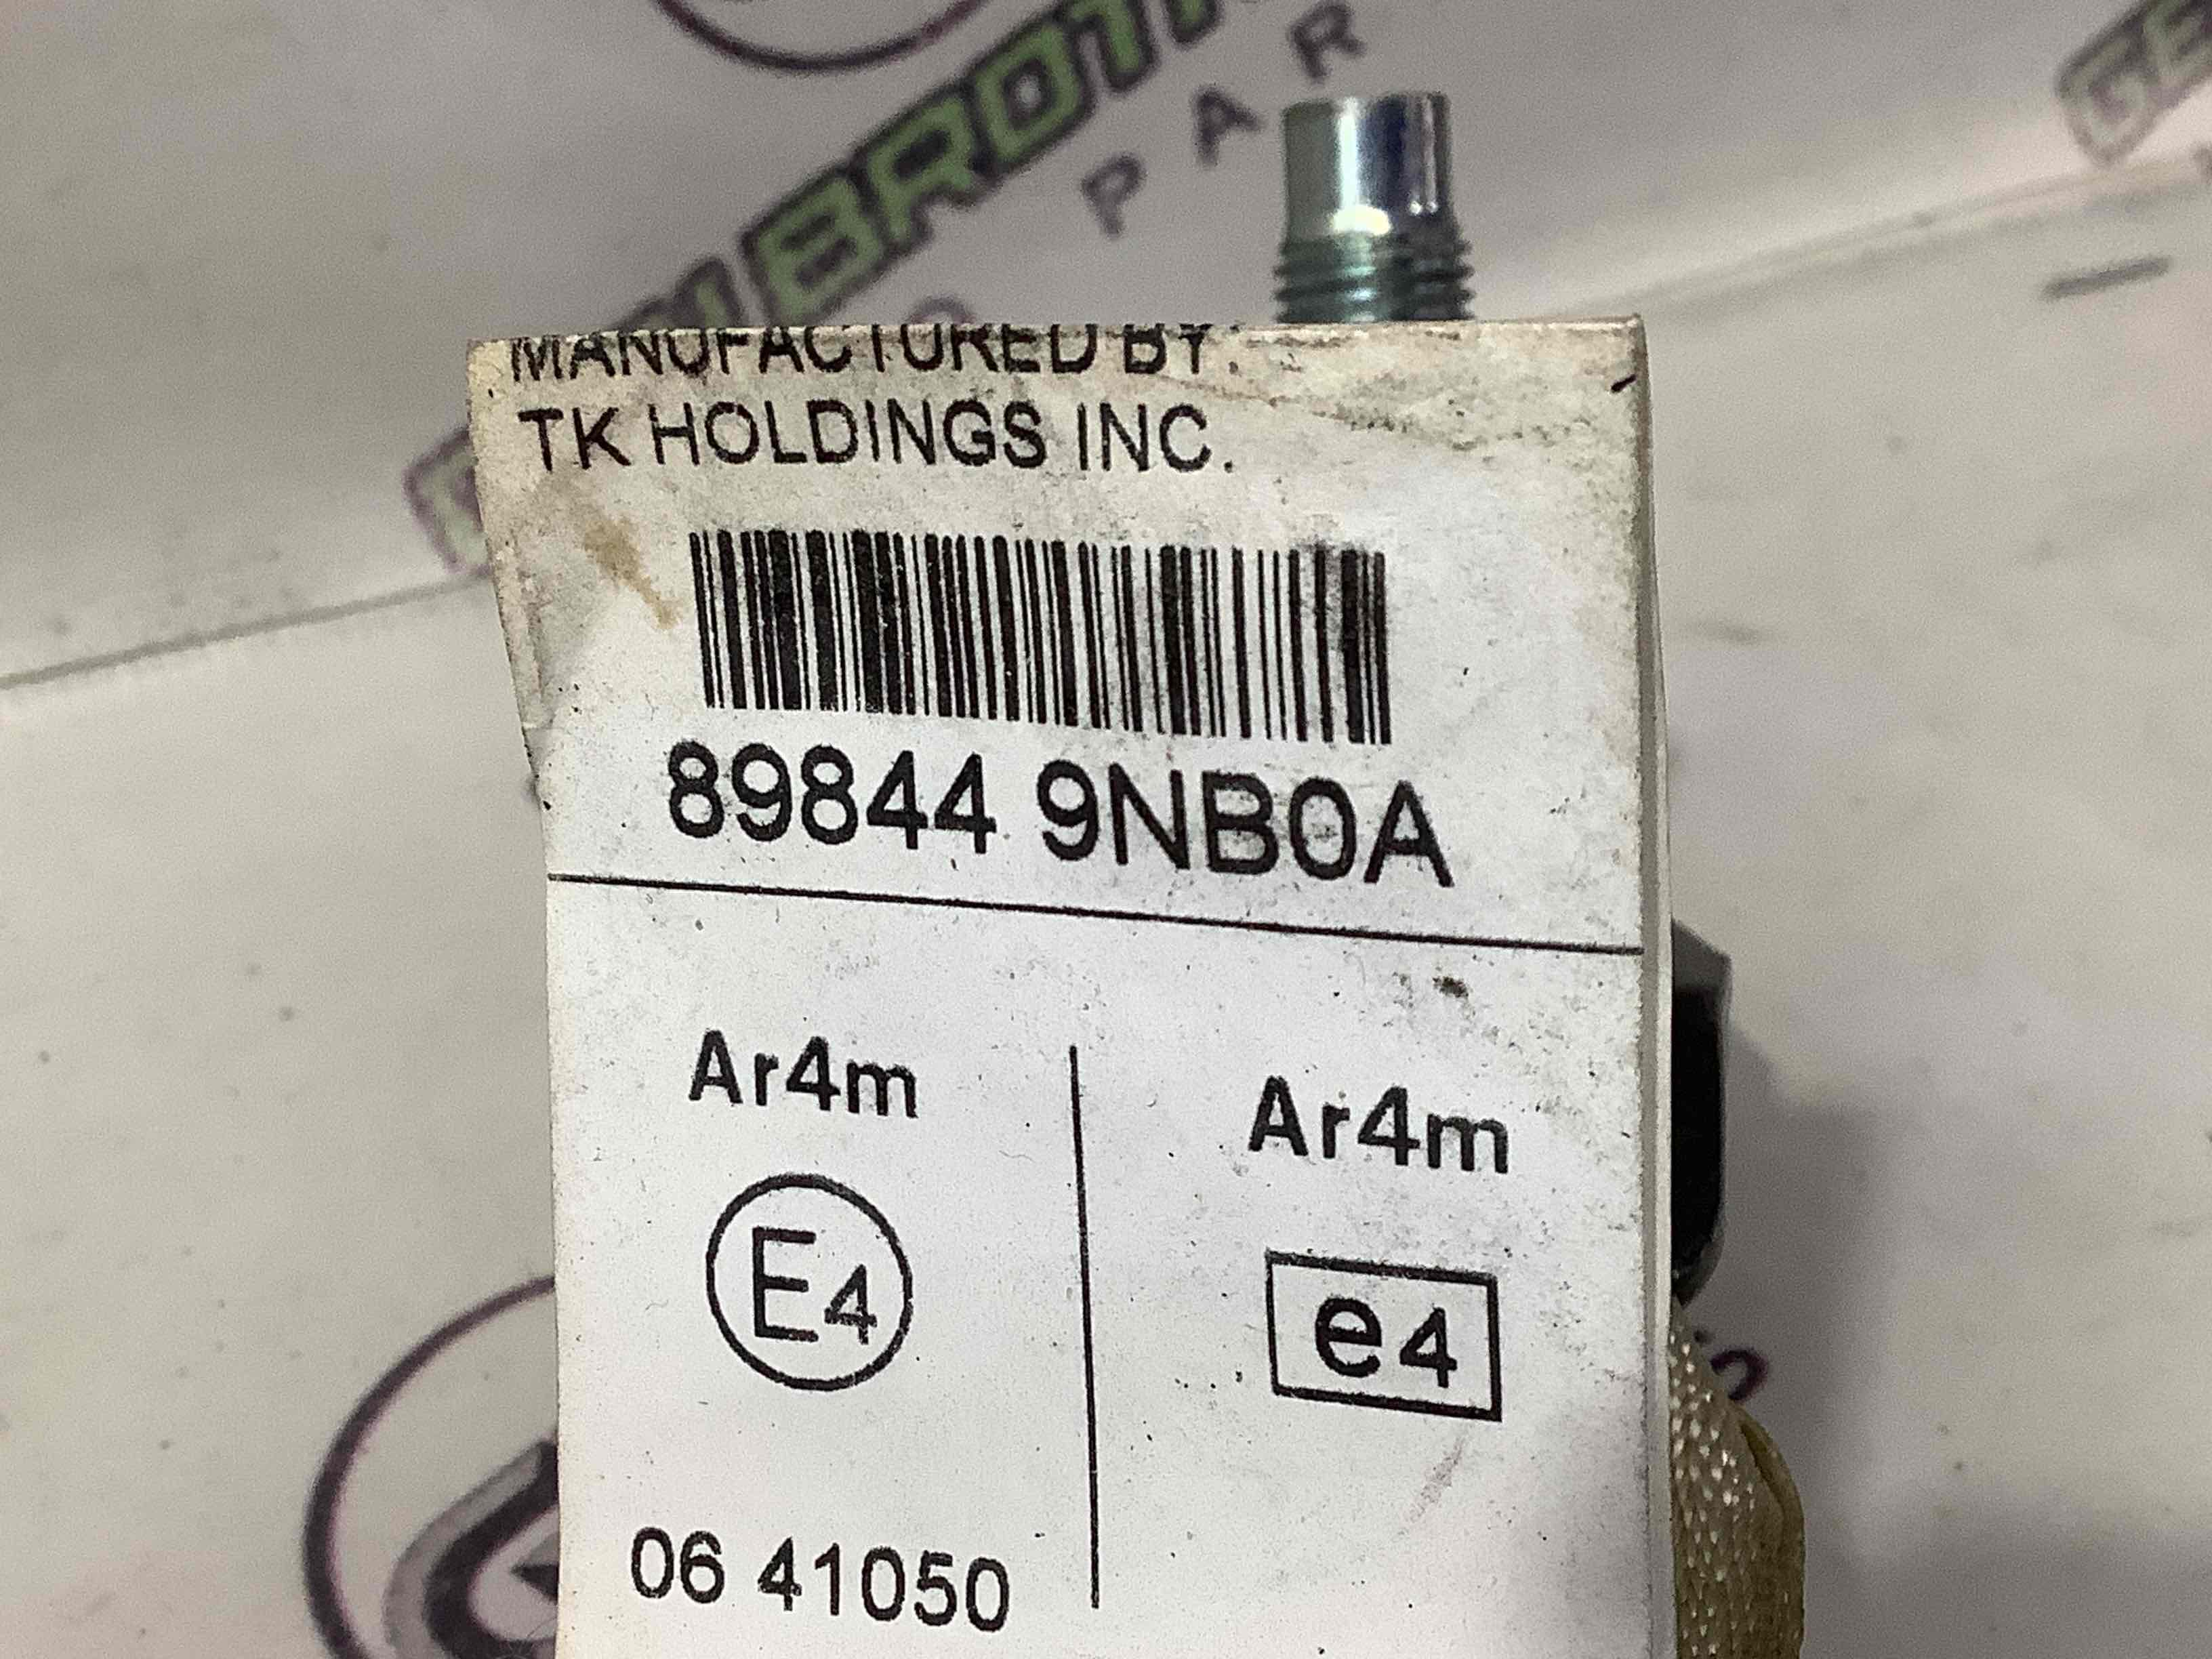 MANUFACTURED BY:
TK HOLDINGS INC.
89844 9NB0A
Ar4m
Ar4m
E4
e4
06 41050